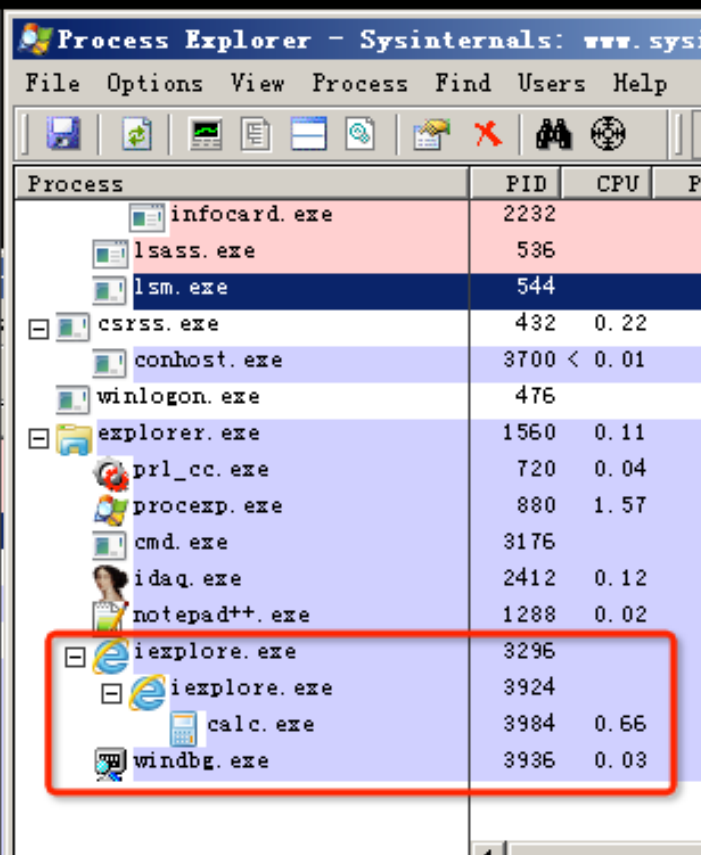 Process Explorer - Sysinternals: www.sysi
File Options View Process Find Users Help
Process PID CPU P
infocard.exe 2232
lsass.exe 536
lsm.exe 544
csrss.exe 432 0.22
conhost.exe 3700 < 0.01
winlogon.exe 476
explorer.exe 1560 0.11
prl_cc.exe 720 0.04
procexp.exe 880 1.57
cmd.exe 3176
idaq.exe 2412 0.12
notepad++.exe 1288 0.02
iexplore.exe 3296
iexplore.exe 3924
calc.exe 3984 0.66
windbg.exe 3936 0.03